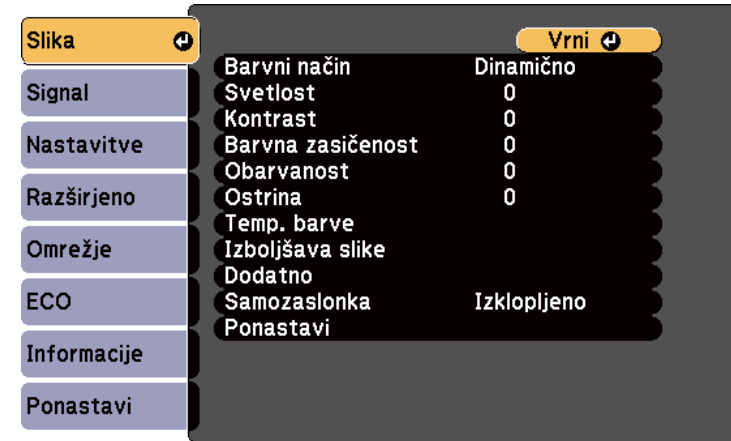 Slika
Signal
Nastavitve
Razširjeno
Omrežje
ECO
Informacije
Ponastavi
Vrni
Barvni način Dinamično
Svetlost 0
Kontrast 0
Barvna zasičenost 0
Obarvanost 0
Ostrina 0
Temp. barve
Izboljšava slike
Dodatno
Samozaslonka Izklopljeno
Ponastavi